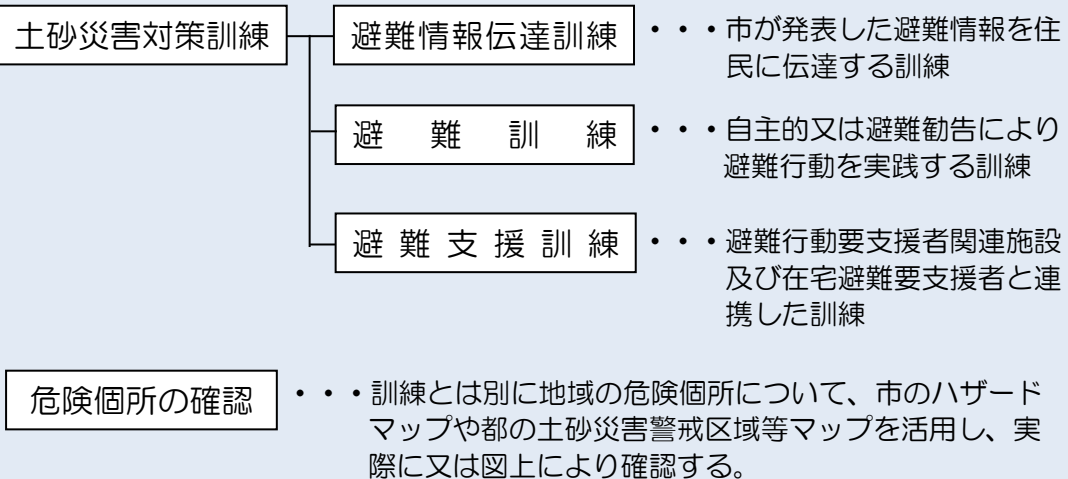 土砂災害対策訓練
避難情報伝達訓練 ・・・市が発表した避難情報を住
民に伝達する訓練
避難訓練 ・・・自主的又は避難勧告により
避難行動を実践する訓練
避難支援訓練 ・・・避難行動要支援者関連施設
及び在宅避難要支援者と連
携した訓練
危険個所の確認 ・・・訓練とは別に地域の危険個所について、市のハザード
マップや都の土砂災害警戒区域等マップを活用し、実
際に又は図上により確認する。